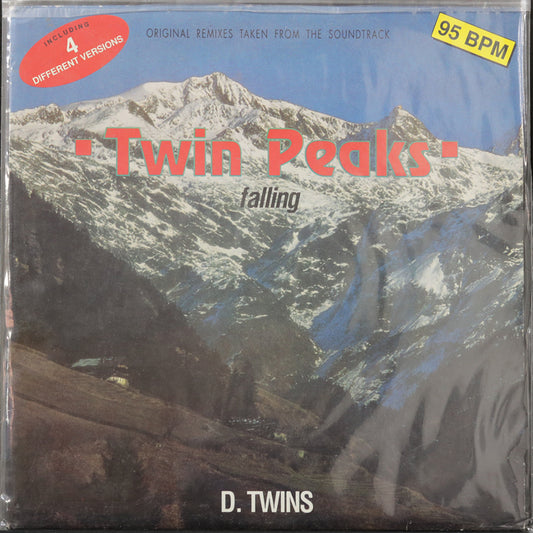 INCLUDING
4
DIFFERENT VERSIONS
ORIGINAL REMIXES TAKEN FROM THE SOUNDTRACK
95 BPM
"Twin Peaks"
falling
D. TWINS